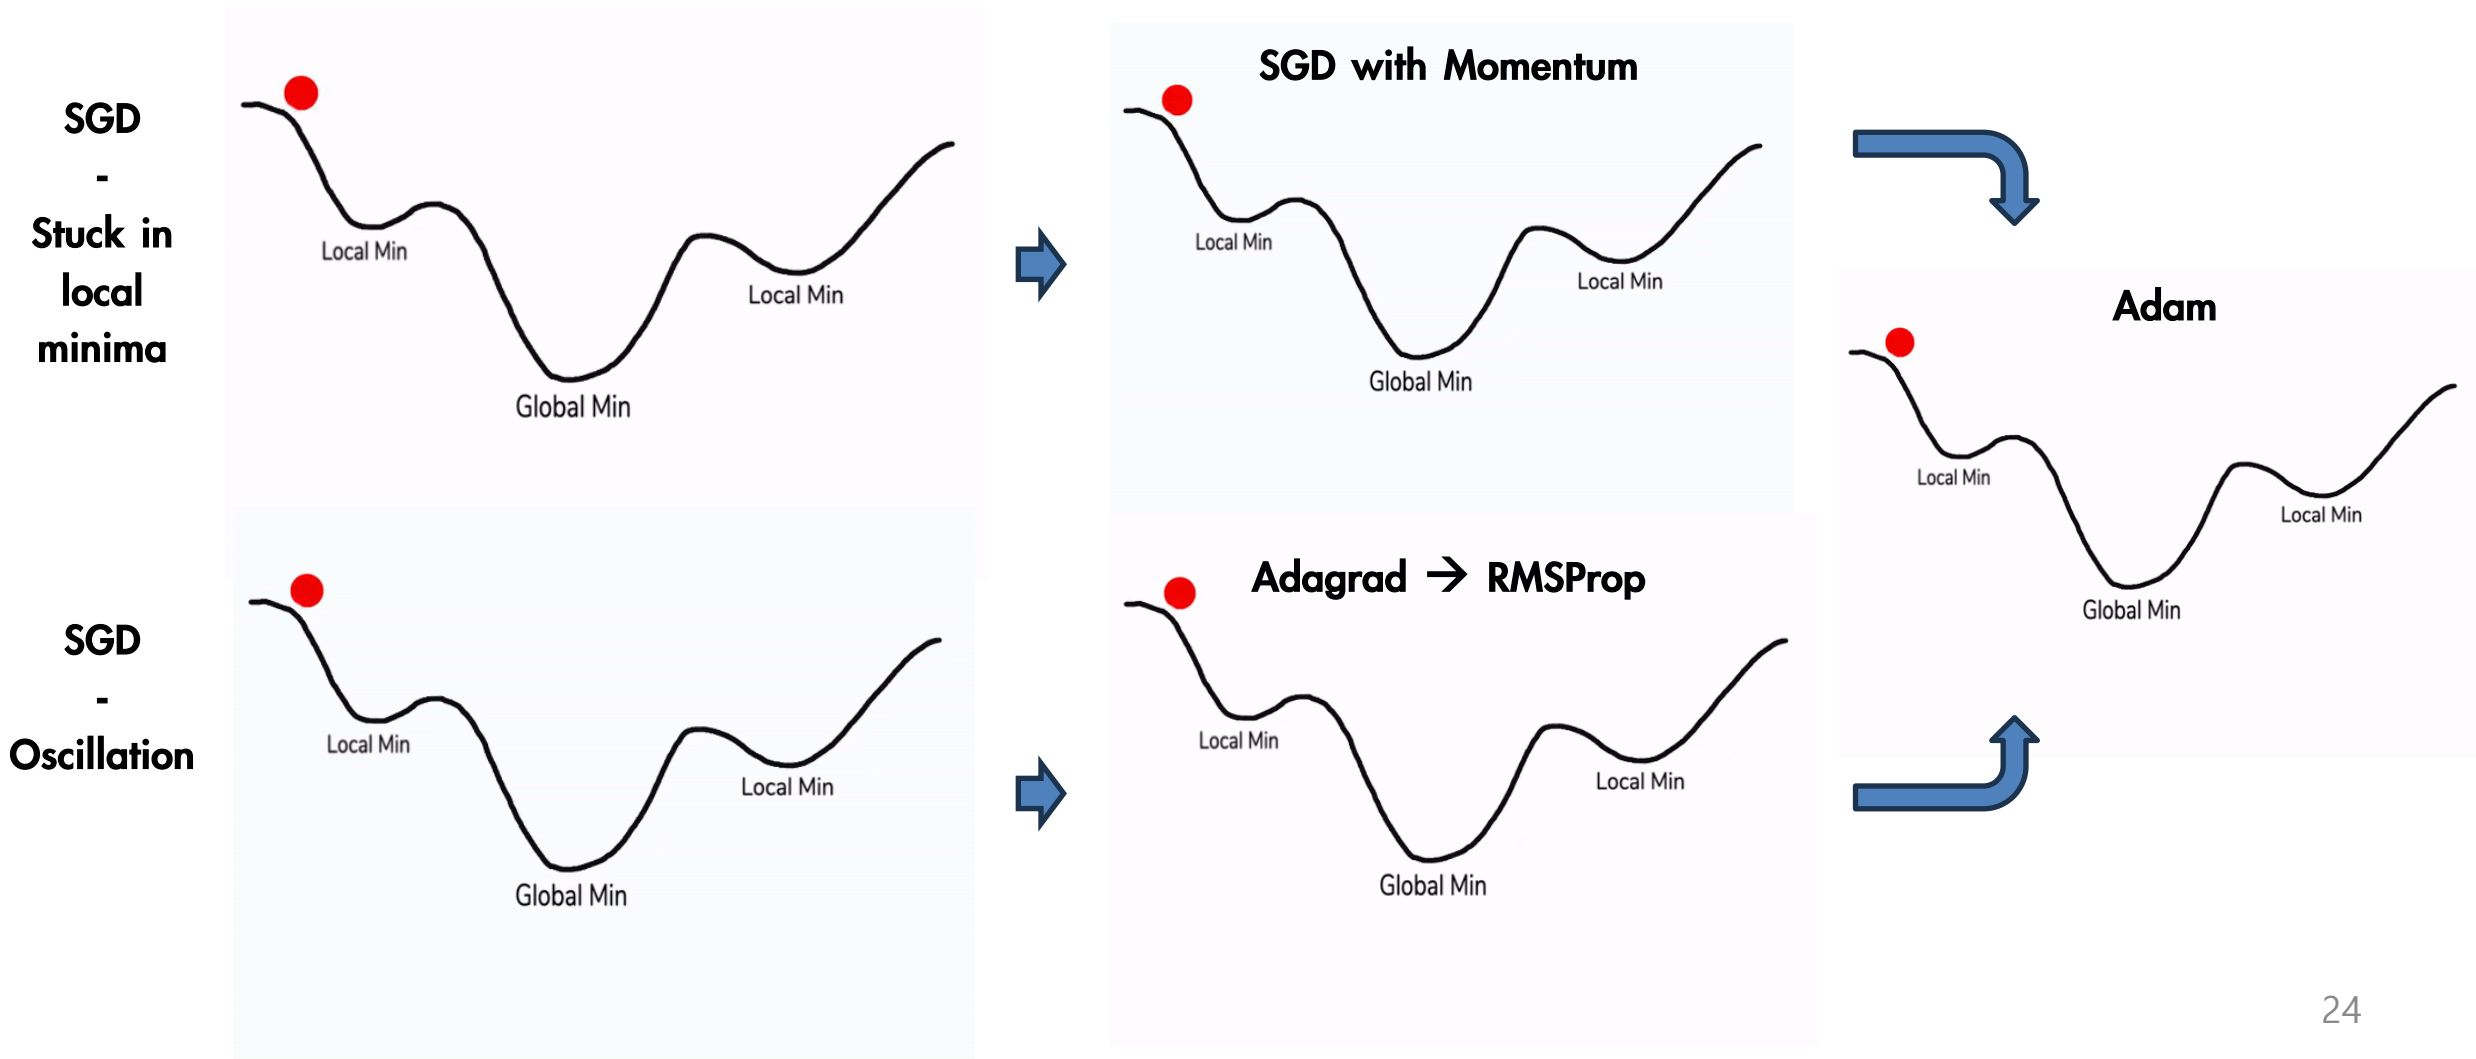 SGD
-
Stuck in
local
minima
Local Min
Global Min
Local Min
SGD with Momentum
Local Min
Global Min
Local Min
SGD
-
Oscillation
Local Min
Global Min
Local Min
Adagrad → RMSProp
Local Min
Global Min
Local Min
Adam
Local Min
Global Min
Local Min
24